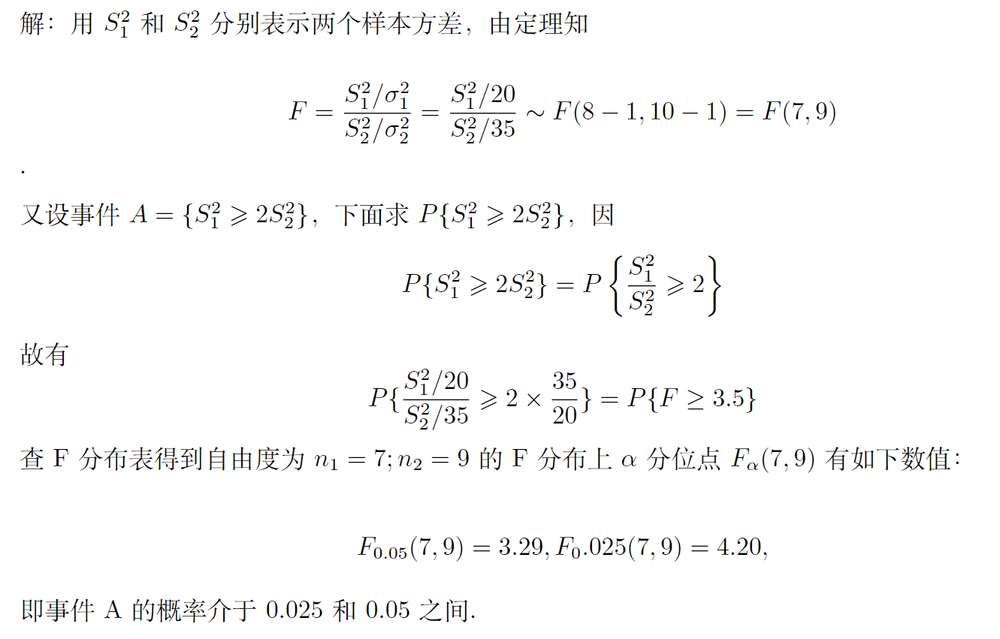 解：用 $S_1^2$ 和 $S_2^2$ 分别表示两个样本方差，由定理知
$$F = \frac{S_1^2/\sigma_1^2}{S_2^2/\sigma_2^2} = \frac{S_1^2/20}{S_2^2/35} \sim F(8-1, 10-1) = F(7, 9)$$
.
又设事件 $A = \{S_1^2 \geqslant 2S_2^2\}$，下面求 $P\{S_1^2 \geqslant 2S_2^2\}$，因
$$P\{S_1^2 \geqslant 2S_2^2\} = P\left\{\frac{S_1^2}{S_2^2} \geqslant 2\right\}$$
故有
$$P\{\frac{S_1^2/20}{S_2^2/35} \geqslant 2 \times \frac{35}{20}\} = P\{F \geq 3.5\}$$
查 F 分布表得到自由度为 $n_1 = 7; n_2 = 9$ 的 F 分布上 $\alpha$ 分位点 $F_\alpha(7, 9)$ 有如下数值：
$$F_{0.05}(7, 9) = 3.29, F_0.025(7, 9) = 4.20,$$
即事件 A 的概率介于 0.025 和 0.05 之间.